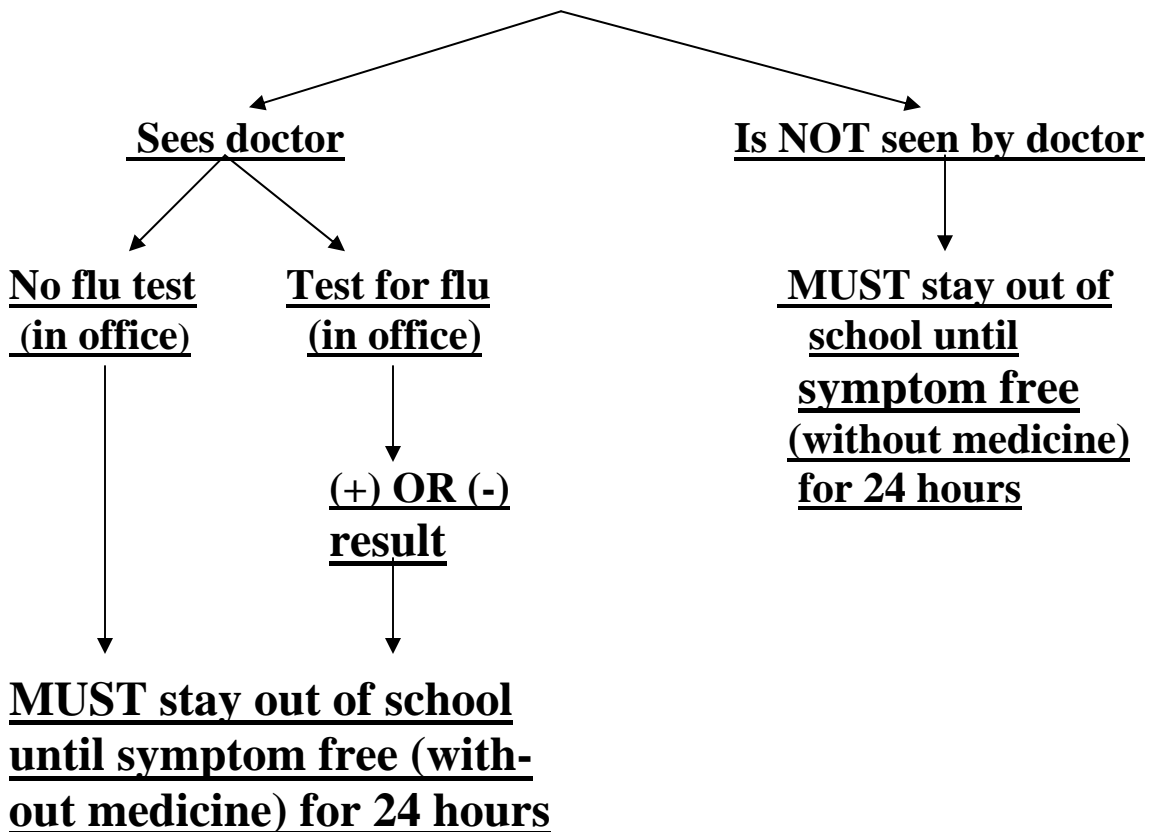 Sees doctor
Is NOT seen by doctor
No flu test
(in office)
Test for flu
(in office)
MUST stay out of
school until
symptom free
(without medicine)
for 24 hours
(+) OR (-)
result
MUST stay out of school
until symptom free (with-
out medicine) for 24 hours